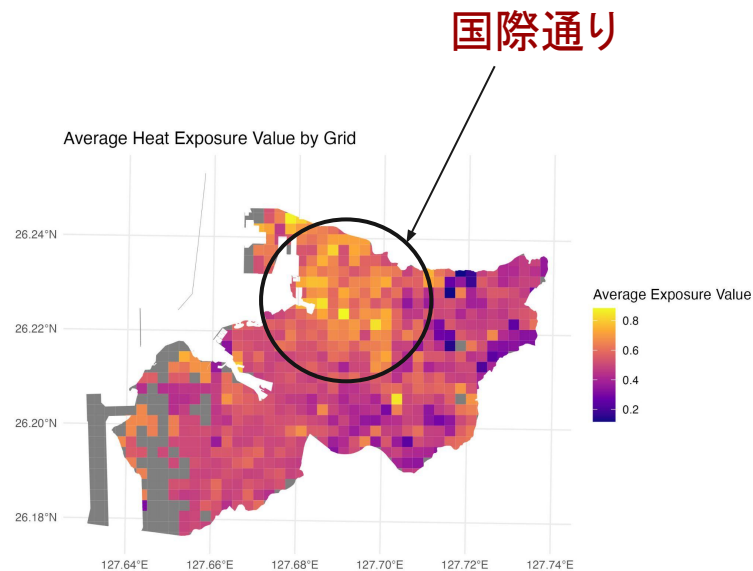 国際通り
Average Heat Exposure Value by Grid
26.24°N
26.22°N
26.20°N
26.18°N
127.64°E 127.66°E 127.68°E 127.70°E 127.72°E 127.74°E
Average Exposure Value
0.8
0.6
0.4
0.2